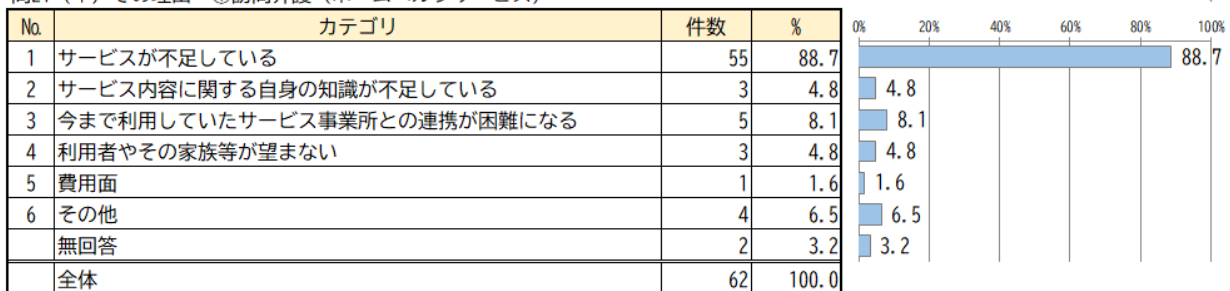 No. カテゴリ 件数 % 0% 20% 40% 60% 80% 100%
1 サービスが不足している 55 88.7 88.7
2 サービス内容に関する自身の知識が不足している 3 4.8 4.8
3 今まで利用していたサービス事業所との連携が困難になる 5 8.1 8.1
4 利用者やその家族等が望まない 3 4.8 4.8
5 費用面 1 1.6 1.6
6 その他 4 6.5 6.5
無回答 2 3.2 3.2
全体 62 100.0